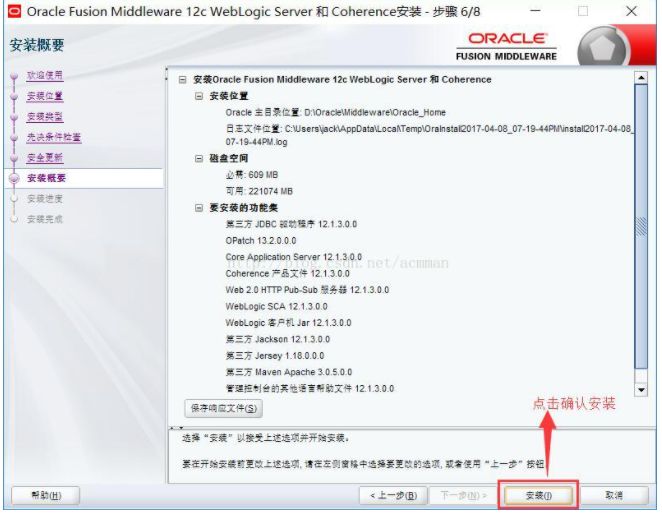 Oracle Fusion Middleware 12c WebLogic Server 和 Coherence安装 - 步骤 6/8
安装概要
ORACLE
FUSION MIDDLEWARE
欢迎使用
安装位置
安装类型
先决条件检查
安全更新
安装概要
安装进度
安装完成
安装Oracle Fusion Middleware 12c WebLogic Server 和 Coherence
安装位置
Oracle 主目录位置: D:\Oracle\Middleware\Oracle_Home
日志文件位置: C:\Users\jack\AppData\Local\Temp\OraInstall2017-04-08_07-19-44PM\install2017-04-08_
07-19-44PM.log
磁盘空间
必需: 609 MB
可用: 221074 MB
要安装的功能集
第三方 JDBC 驱动程序 12.1.3.0.0
OPatch 13.2.0.0.0
Core Application Server 12.1.3.0.0
http://blog.csdn.net/acmman
Coherence 产品文件 12.1.3.0.0
Web 2.0 HTTP Pub-Sub 服务器 12.1.3.0.0
WebLogic SCA 12.1.3.0.0
WebLogic 客户机 Jar 12.1.3.0.0
第三方 Jackson 12.1.3.0.0
第三方 Jersey 1.18.0.0.0
第三方 Maven Apache 3.0.5.0.0
管理控制台的其他语言帮助文件 12.1.3.0.0
保存响应文件(S)
点击确认安装
选择 “安装” 以接受上述选项并开始安装。
要在开始安装前更改上述选项, 请在左侧窗格中选择要更改的选项, 或者使用 “上一步” 按钮
帮助(H)
< 上一步(B)
下一步(N) >
安装(I)
取消